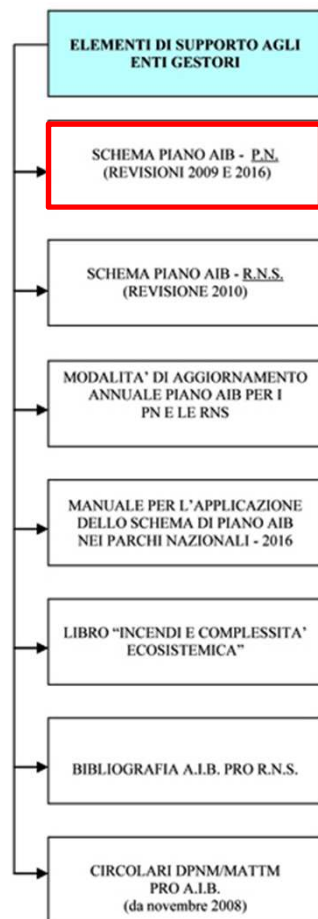 ELEMENTI DI SUPPORTO AGLI
ENTI GESTORI
SCHEMA PIANO AIB - P.N.
(REVISIONI 2009 E 2016)
SCHEMA PIANO AIB - R.N.S.
(REVISIONE 2010)
MODALITA' DI AGGIORNAMENTO
ANNUALE PIANO AIB PER I
PN E LE RNS
MANUALE PER L'APPLICAZIONE
DELLO SCHEMA DI PIANO AIB
NEI PARCHI NAZIONALI - 2016
LIBRO “INCENDI E COMPLESSITA'
ECOSISTEMICA”
BIBLIOGRAFIA A.I.B. PRO R.N.S.
CIRCOLARI DPNM/MATTM
PRO A.I.B.
(da novembre 2008)